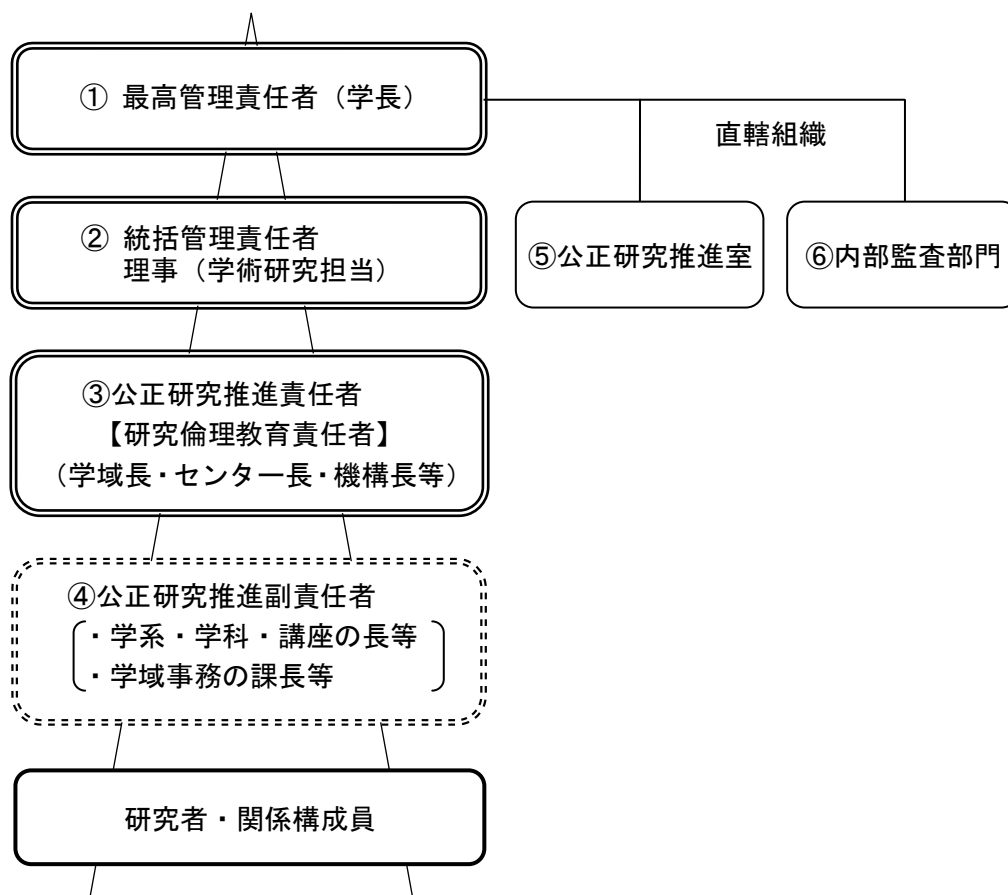 ① 最高管理責任者（学長）
直轄組織
② 統括管理責任者
理事（学術研究担当）
⑤公正研究推進室
⑥内部監査部門
③公正研究推進責任者
【研究倫理教育責任者】
（学域長・センター長・機構長等）
④公正研究推進副責任者
・学系・学科・講座の長等
・学域事務の課長等
研究者・関係構成員